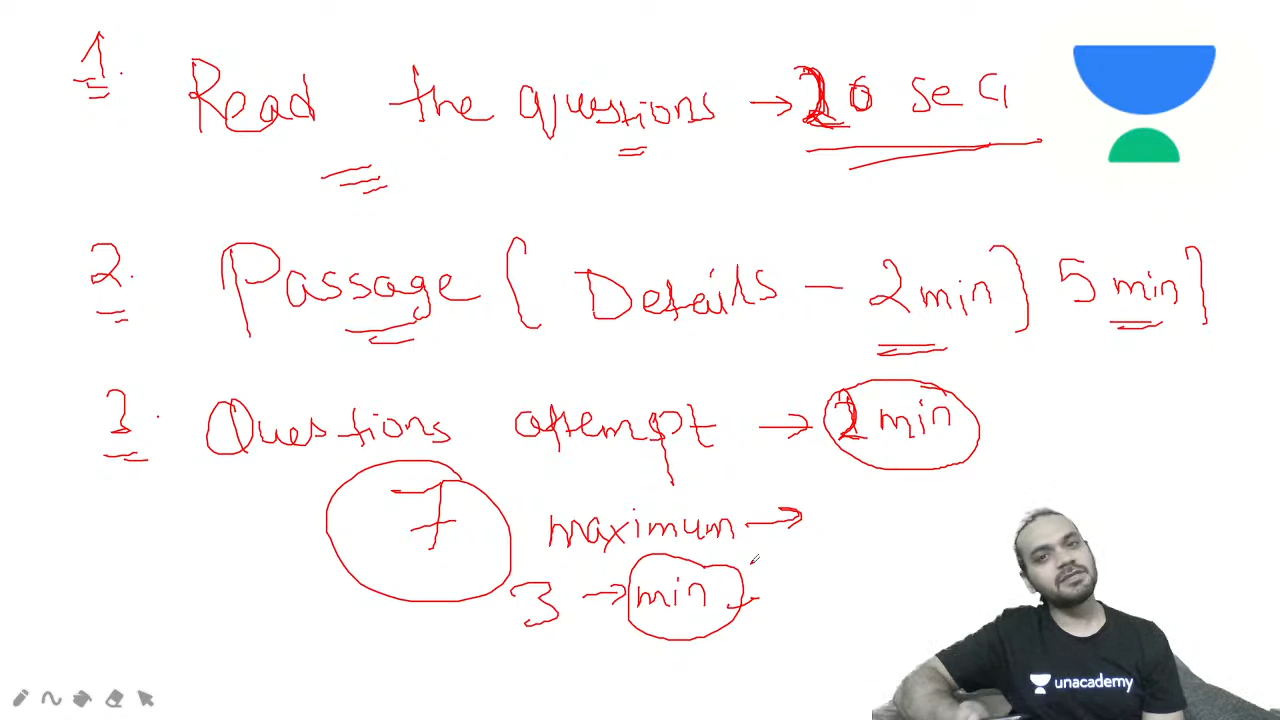 1. Read the questions → 20 sec
2. Passage [ Details - 2 min ] 5 min ]
3. Questions attempt → 2 min
7
maximum →
3 → min
unacademy